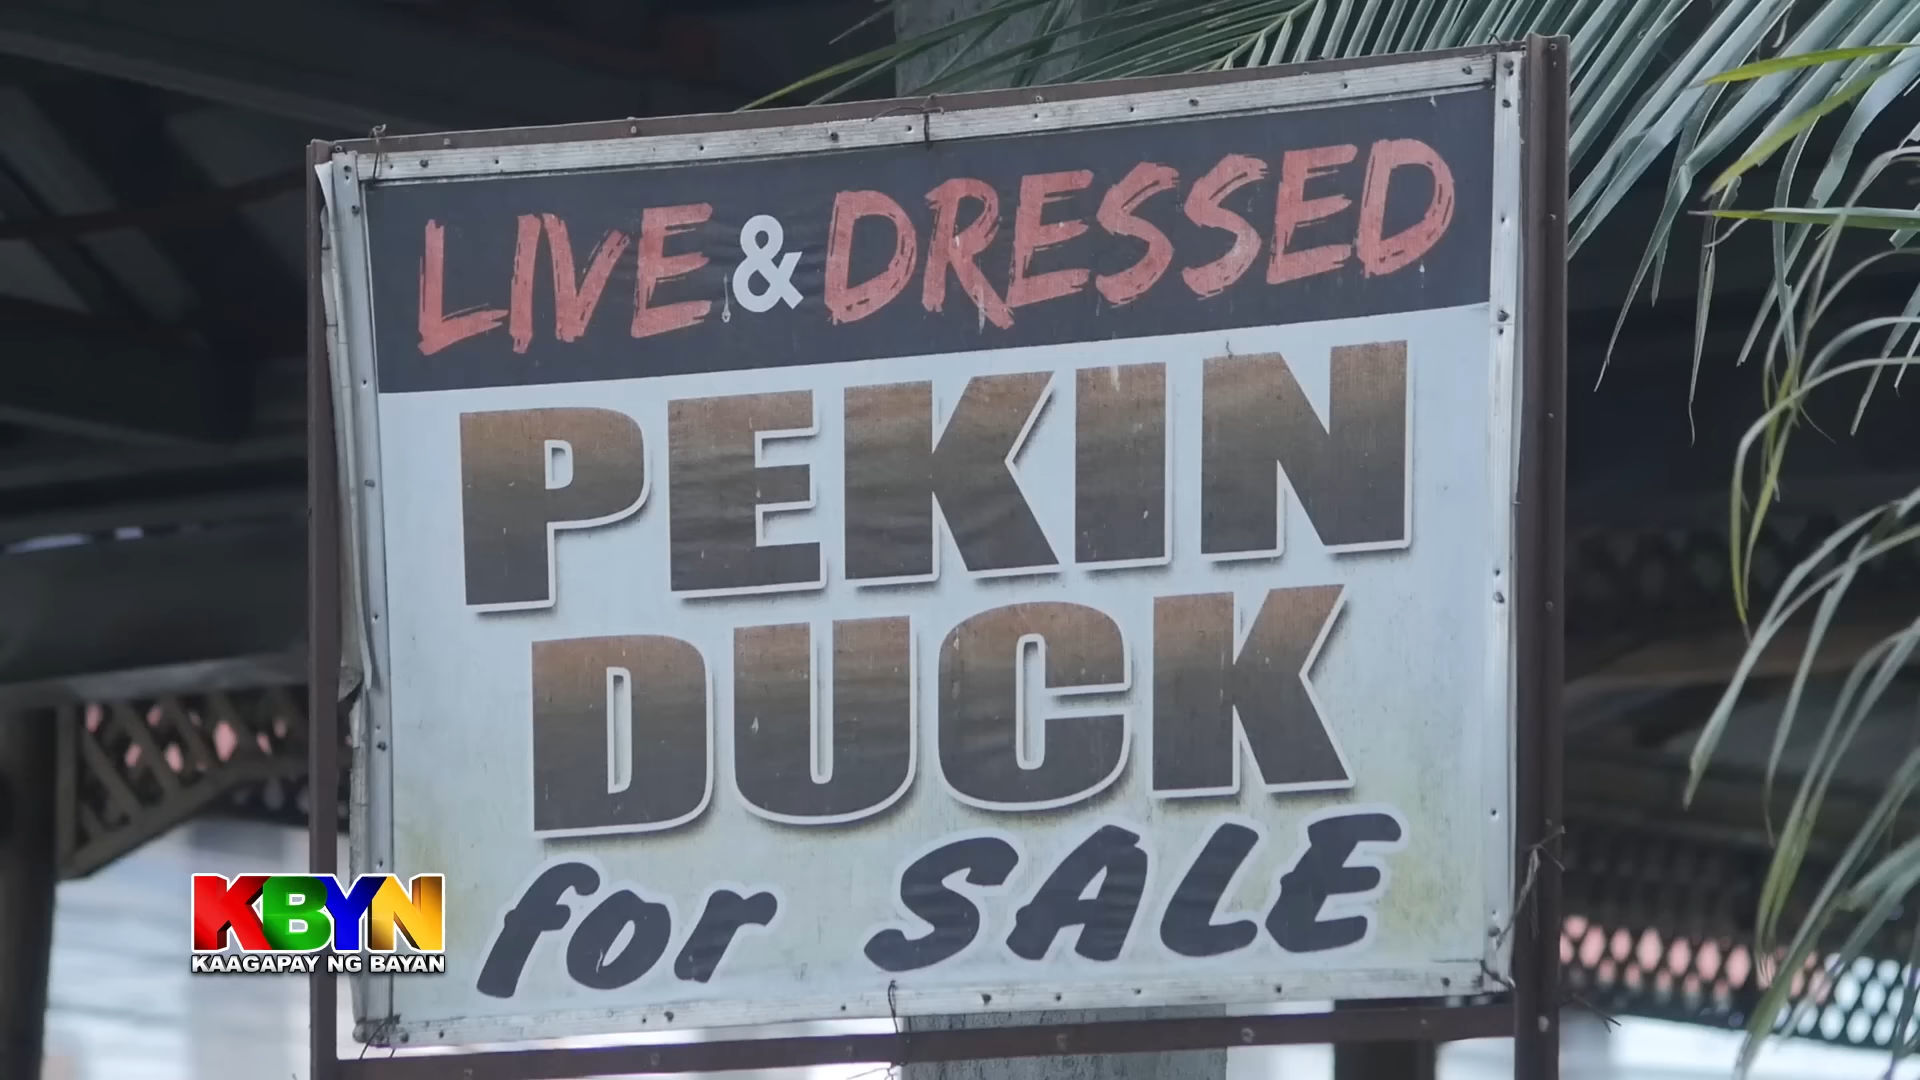 LIVE & DRESSED
PEKIN
DUCK
for SALE
KBYN
KAAGAPAY NG BAYAN